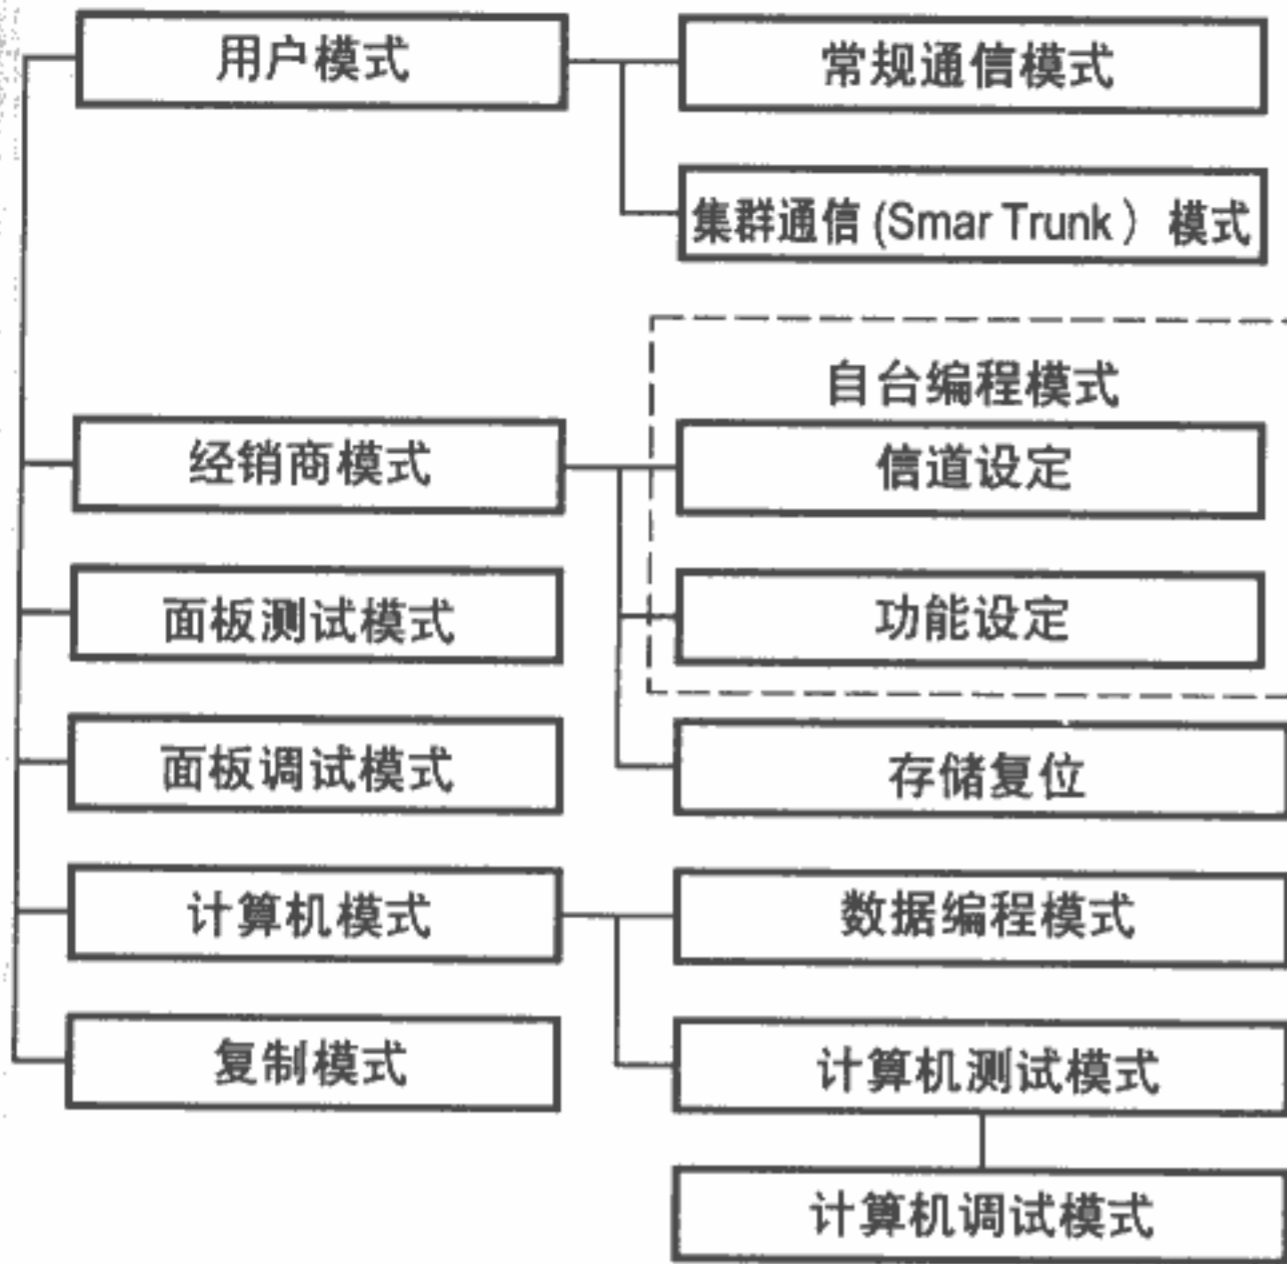 用户模式
常规通信模式
集群通信 (Smar Trunk) 模式
自台编程模式
经销商模式
信道设定
面板测试模式
功能设定
面板调试模式
存储复位
计算机模式
数据编程模式
复制模式
计算机测试模式
计算机调试模式